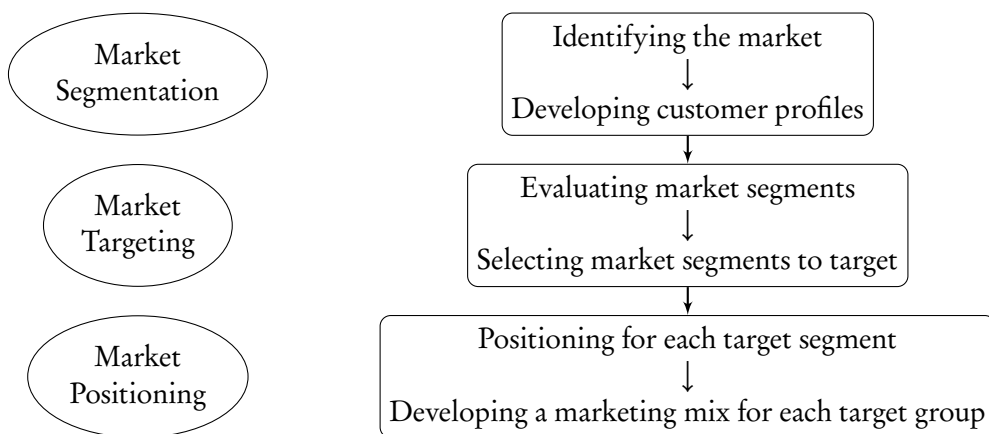 Market
Segmentation
Identifying the market
Developing customer profiles
Market
Targeting
Evaluating market segments
Selecting market segments to target
Market
Positioning
Positioning for each target segment
Developing a marketing mix for each target group